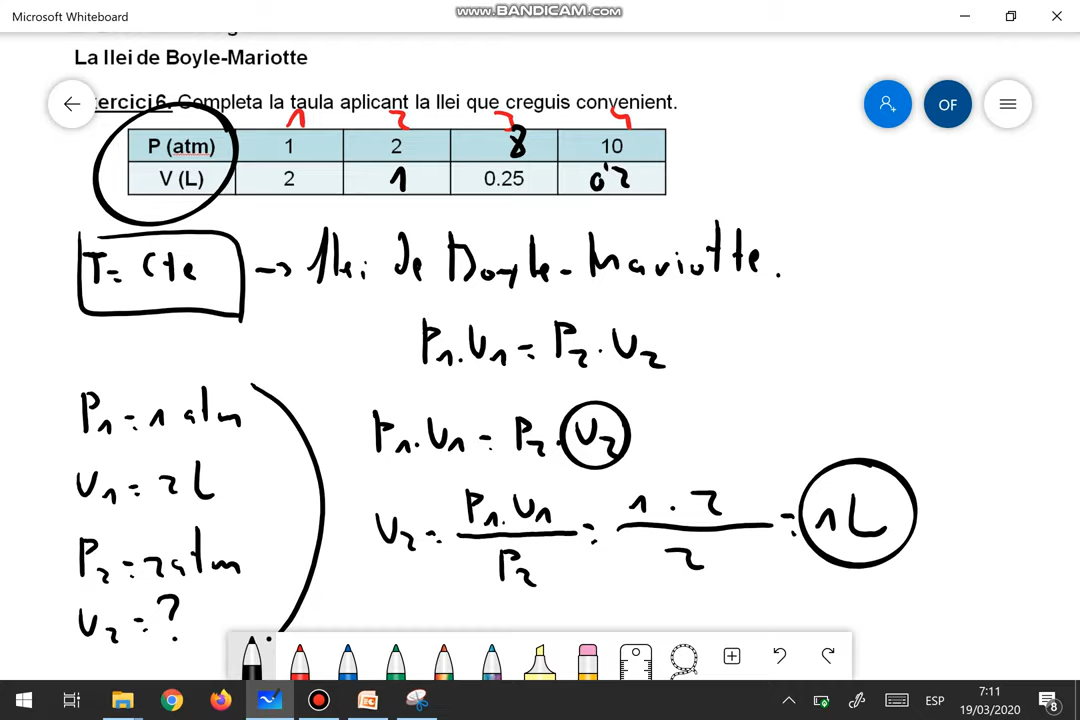 Microsoft Whiteboard
www.BANDICAM.com
La llei de Boyle-Mariotte
ercici 6. Completa la taula aplicant la llei que creguis convenient.
OF
1 2 3 4
P (atm) 1 2 8 10
V (L) 2 1 0.25 0'2
T= Cte → llei de Boyle-Mariotte.
P1.V1 = P2.V2
P1 = 1 atm
V1 = 2 L
P2 = 2 atm
V2 = ?
P1.V1 = P2.V2
V2 = P1.V1 / P2 = 1.2 / 2 = 1L
ESP
7:11
19/03/2020
8